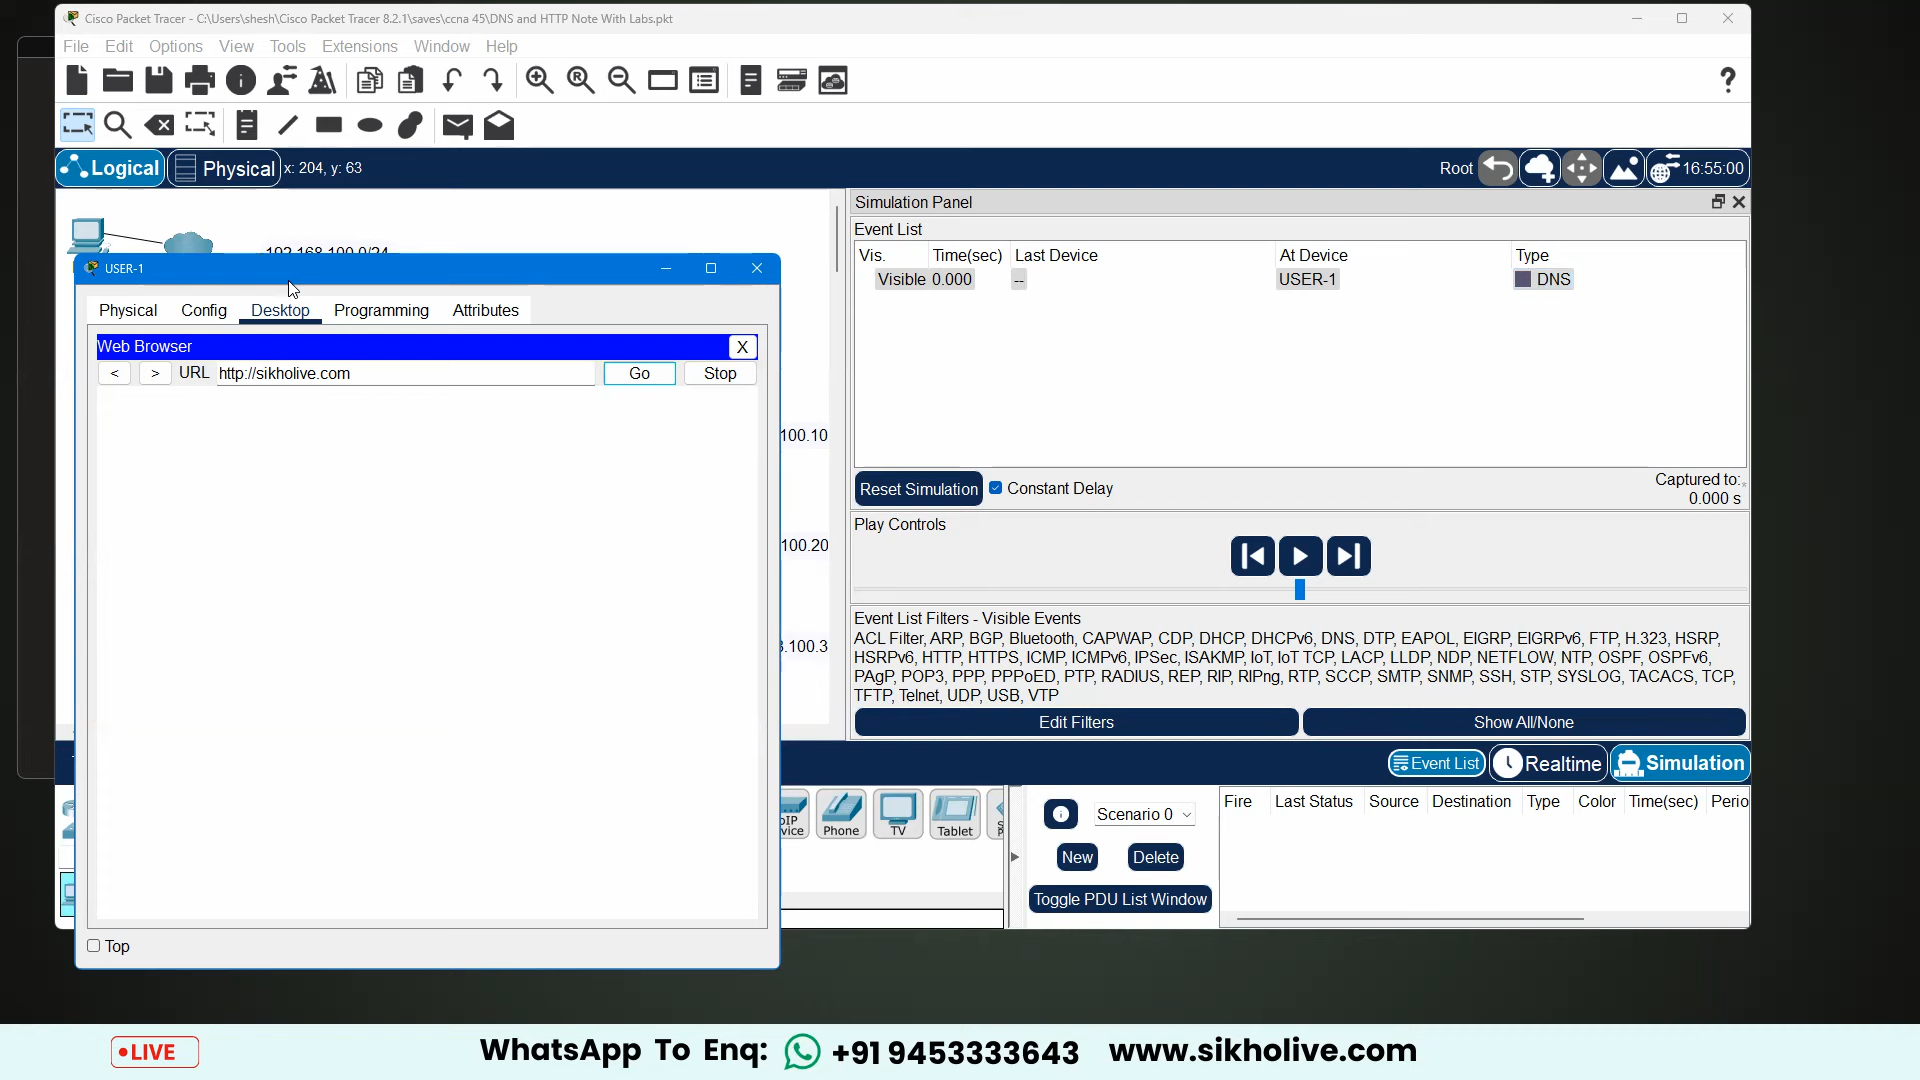 Cisco Packet Tracer - C:\Users\shesh\Cisco Packet Tracer 8.2.1\saves\ccna 45\DNS and HTTP Note With Labs.pkt
File Edit Options View Tools Extensions Window Help
Logical Physical x: 204, y: 63 Root 16:55:00
Simulation Panel
Event List
Vis. Time(sec) Last Device At Device Type
Visible 0.000 -- USER-1 DNS
192.168.100.0/24
USER-1
Physical Config Desktop Programming Attributes
Web Browser X
< > URL http://sikholive.com Go Stop
100.10
100.20
.100.3
Top
Reset Simulation Constant Delay Captured to:
0.000 s
Play Controls
Event List Filters - Visible Events
ACL Filter, ARP, BGP, Bluetooth, CAPWAP, CDP, DHCP, DHCPv6, DNS, DTP, EAPOL, EIGRP, EIGRPv6, FTP, H.323, HSRP,
HSRPv6, HTTP, HTTPS, ICMP, ICMPv6, IPSec, ISAKMP, IoT, IoT TCP, LACP, LLDP, NDP, NETFLOW, NTP, OSPF, OSPFv6,
PAgP, POP3, PPP, PPPoED, PTP, RADIUS, REP, RIP, RIPng, RTP, SCCP, SMTP, SNMP, SSH, STP, SYSLOG, TACACS, TCP,
TFTP, Telnet, UDP, USB, VTP
Edit Filters Show All/None
Event List Realtime Simulation
Phone TV Tablet
Scenario 0
New Delete
Toggle PDU List Window
Fire Last Status Source Destination Type Color Time(sec) Perio
LIVE WhatsApp To Enq: +91 9453333643 www.sikholive.com